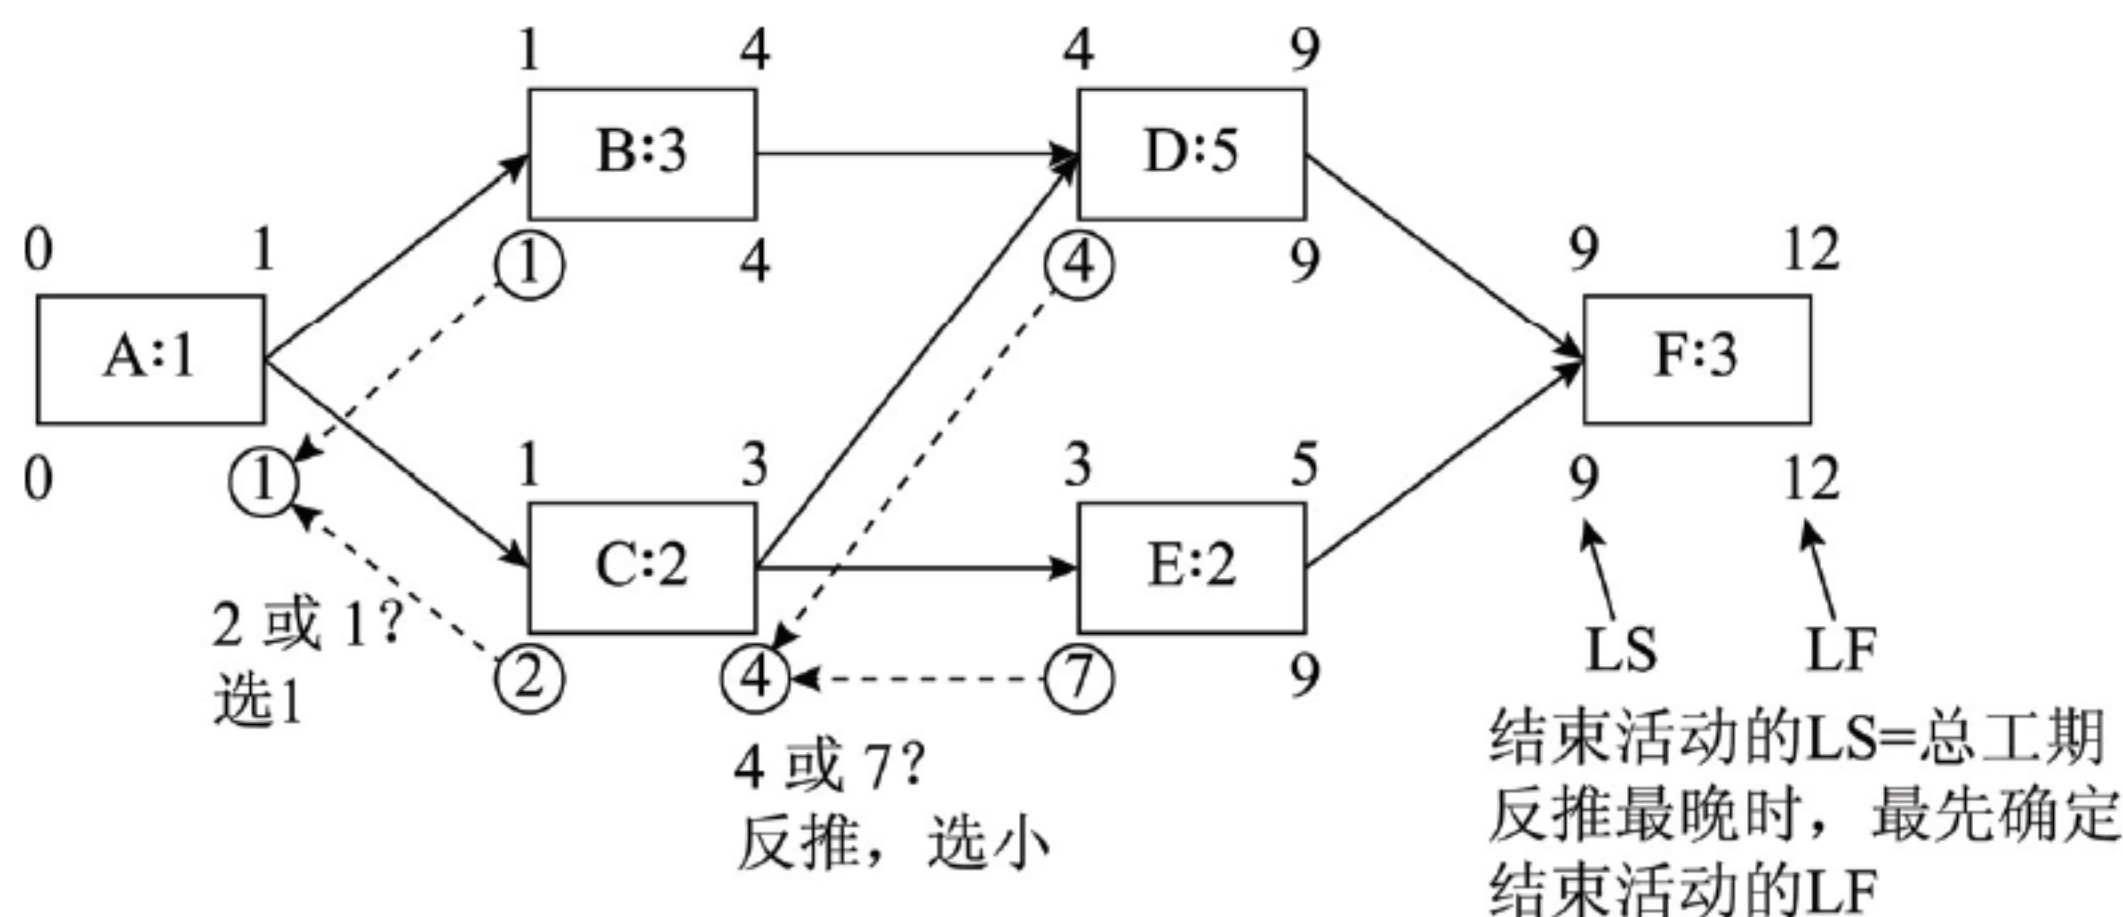 1 4 4 9
B:3 D:5
0 1 ① 4 ④ 9 9 12
A:1 F:3
0 ① 1 3 3 5 9 12
C:2 E:2
2 或 1?
选1
② ④ ⑦ 9
LS LF
4 或 7?
反推，选小
结束活动的LS=总工期
反推最晚时，最先确定
结束活动的LF